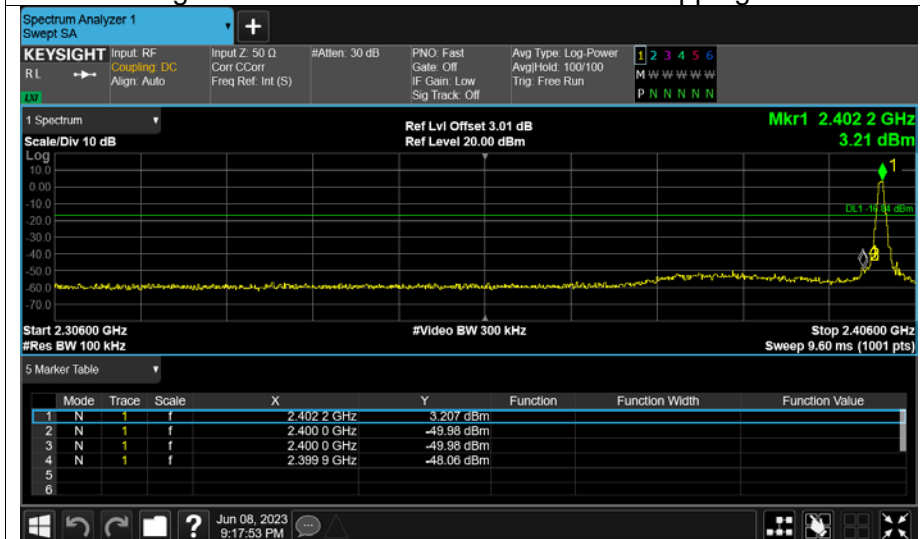 Spectrum Analyzer 1
Swept SA
+
KEYSIGHT Input: RF Input Z: 50 Ω #Atten: 30 dB PNO: Fast Avg Type: Log-Power 1 2 3 4 5 6
RL Coupling: DC Corr CCorr Gate: Off Avg|Hold: 100/100 M W W W W W
Align: Auto Freq Ref: Int (S) IF Gain: Low Trig: Free Run
LXI Sig Track: Off P N N N N N
1 Spectrum Ref Lvl Offset 3.01 dB Mkr1 2.402 2 GHz
Scale/Div 10 dB Ref Level 20.00 dBm 3.21 dBm
Log
1
10.0
0.00
-10.0
DL1 -16.84 dBm
-20.0
-30.0
-40.0
-50.0
-60.0
-70.0
Start 2.30600 GHz #Video BW 300 kHz Stop 2.40600 GHz
#Res BW 100 kHz Sweep 9.60 ms (1001 pts)
5 Marker Table
Mode Trace Scale X Y Function Function Width Function Value
1 N 1 f 2.402 2 GHz 3.207 dBm
2 N 1 f 2.400 0 GHz -49.98 dBm
3 N 1 f 2.400 0 GHz -49.98 dBm
4 N 1 f 2.399 9 GHz -48.06 dBm
5
6
? Jun 08, 2023
9:17:53 PM